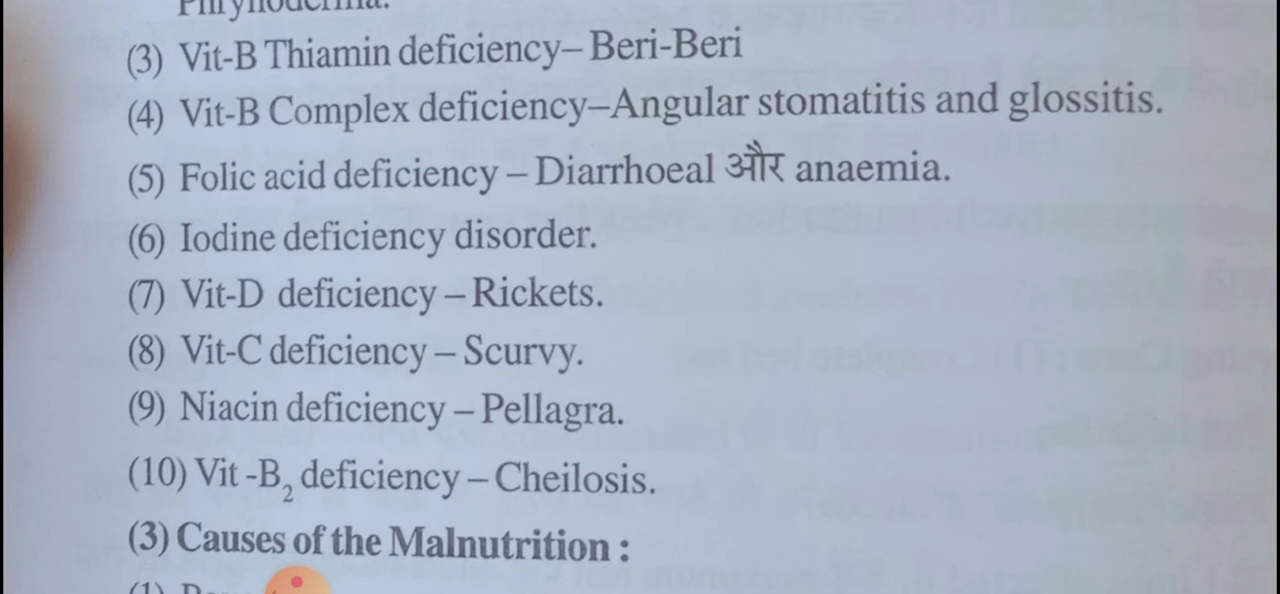 Phrynoderma.
(3) Vit-B Thiamin deficiency– Beri-Beri
(4) Vit-B Complex deficiency–Angular stomatitis and glossitis.
(5) Folic acid deficiency – Diarrhoeal और anaemia.
(6) Iodine deficiency disorder.
(7) Vit-D deficiency – Rickets.
(8) Vit-C deficiency – Scurvy.
(9) Niacin deficiency – Pellagra.
(10) Vit -B₂ deficiency – Cheilosis.
(3) Causes of the Malnutrition :
(1)